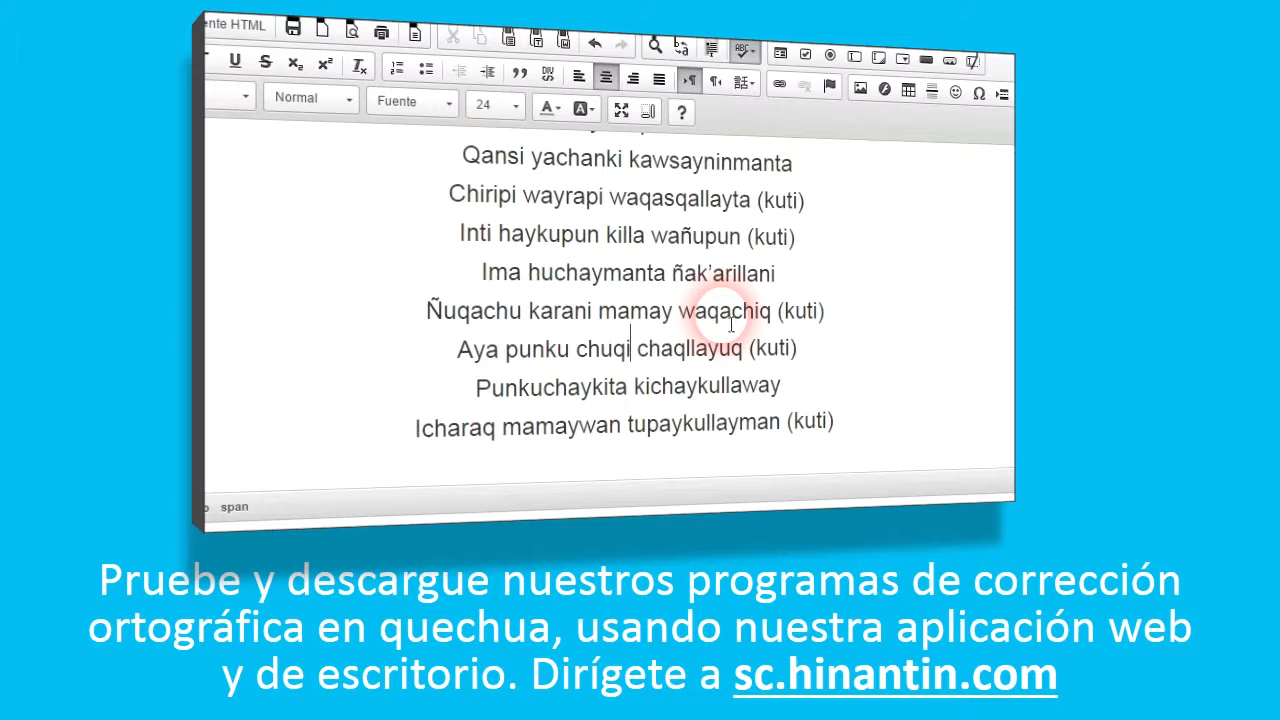 ente HTML
Normal Fuente 24
Qansi yachanki kawsayninmanta
Chiripi wayrapi waqasqallayta (kuti)
Inti haykupun killa wañupun (kuti)
Ima huchaymanta ñak'arillani
Ñuqachu karani mamay waqachiq (kuti)
Aya punku chuqi chaqllayuq (kuti)
Punkuchaykita kichaykullaway
Icharaq mamaywan tupaykullayman (kuti)
span
Pruebe y descargue nuestros programas de corrección
ortográfica en quechua, usando nuestra aplicación web
y de escritorio. Dirígete a sc.hinantin.com